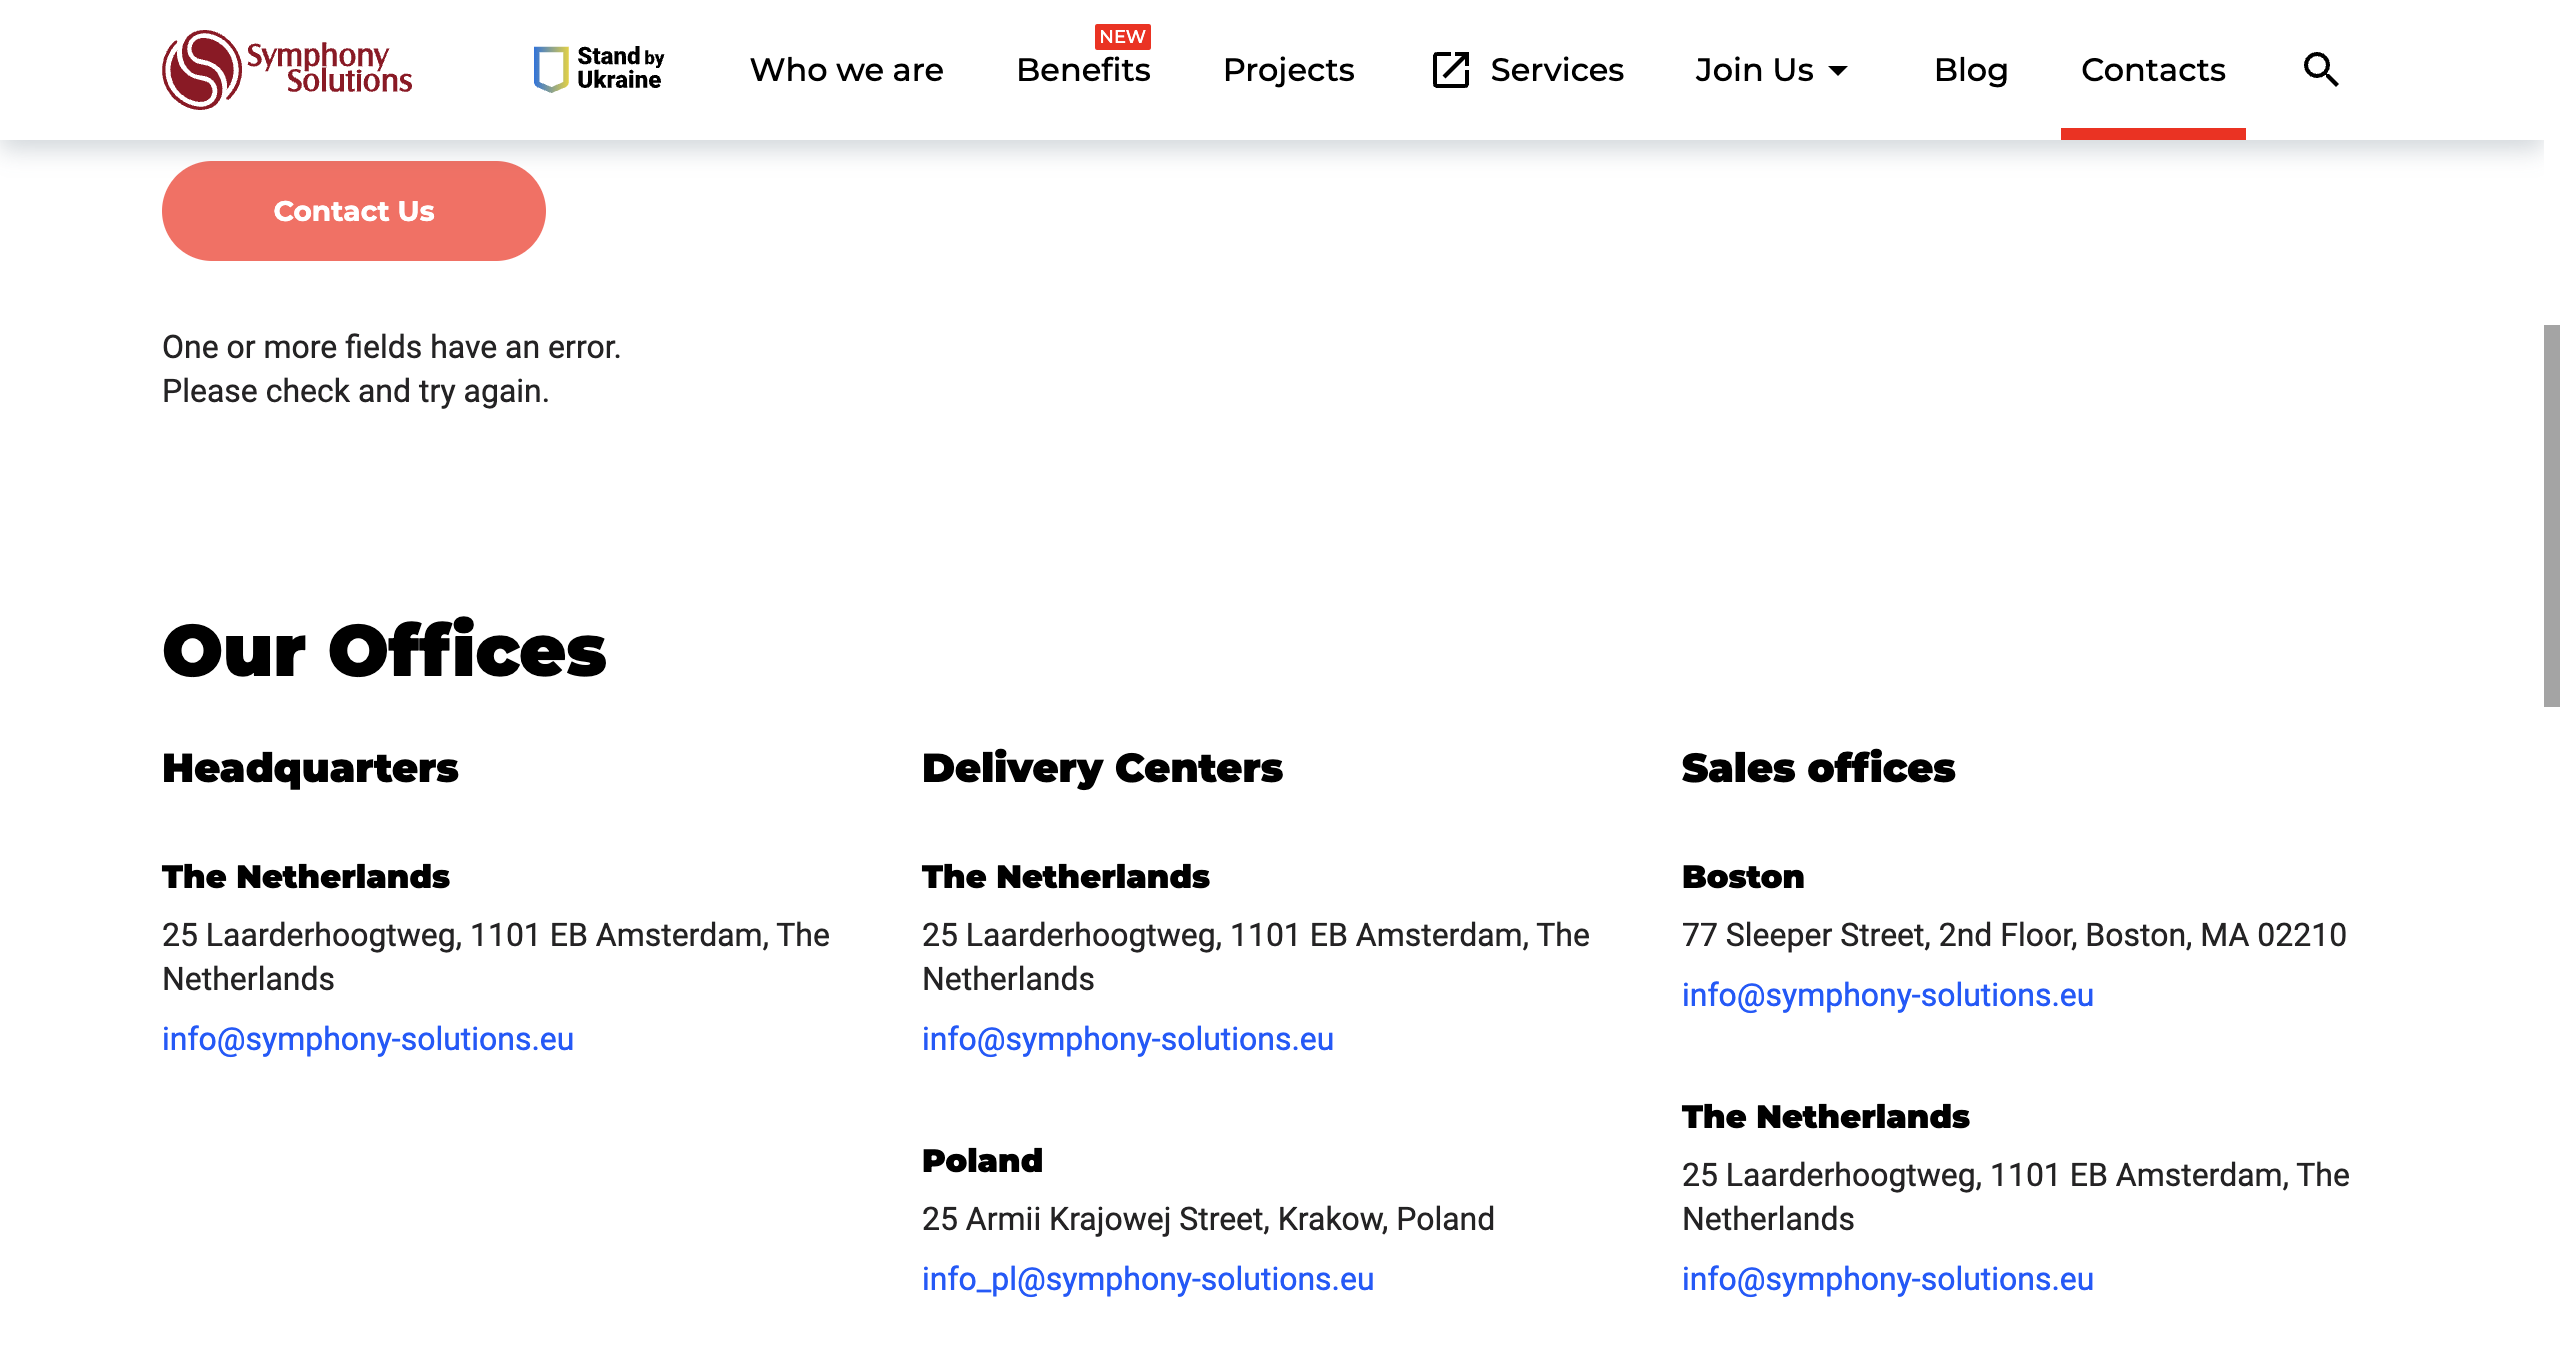 Symphony
Solutions
Stand by
Ukraine
Who we are
NEW
Benefits
Projects
Services
Join Us
Blog
Contacts
Contact Us
One or more fields have an error.
Please check and try again.
Our Offices
Headquarters
The Netherlands
25 Laarderhoogtweg, 1101 EB Amsterdam, The
Netherlands
info@symphony-solutions.eu
Delivery Centers
The Netherlands
25 Laarderhoogtweg, 1101 EB Amsterdam, The
Netherlands
info@symphony-solutions.eu
Poland
25 Armii Krajowej Street, Krakow, Poland
info_pl@symphony-solutions.eu
Sales offices
Boston
77 Sleeper Street, 2nd Floor, Boston, MA 02210
info@symphony-solutions.eu
The Netherlands
25 Laarderhoogtweg, 1101 EB Amsterdam, The
Netherlands
info@symphony-solutions.eu